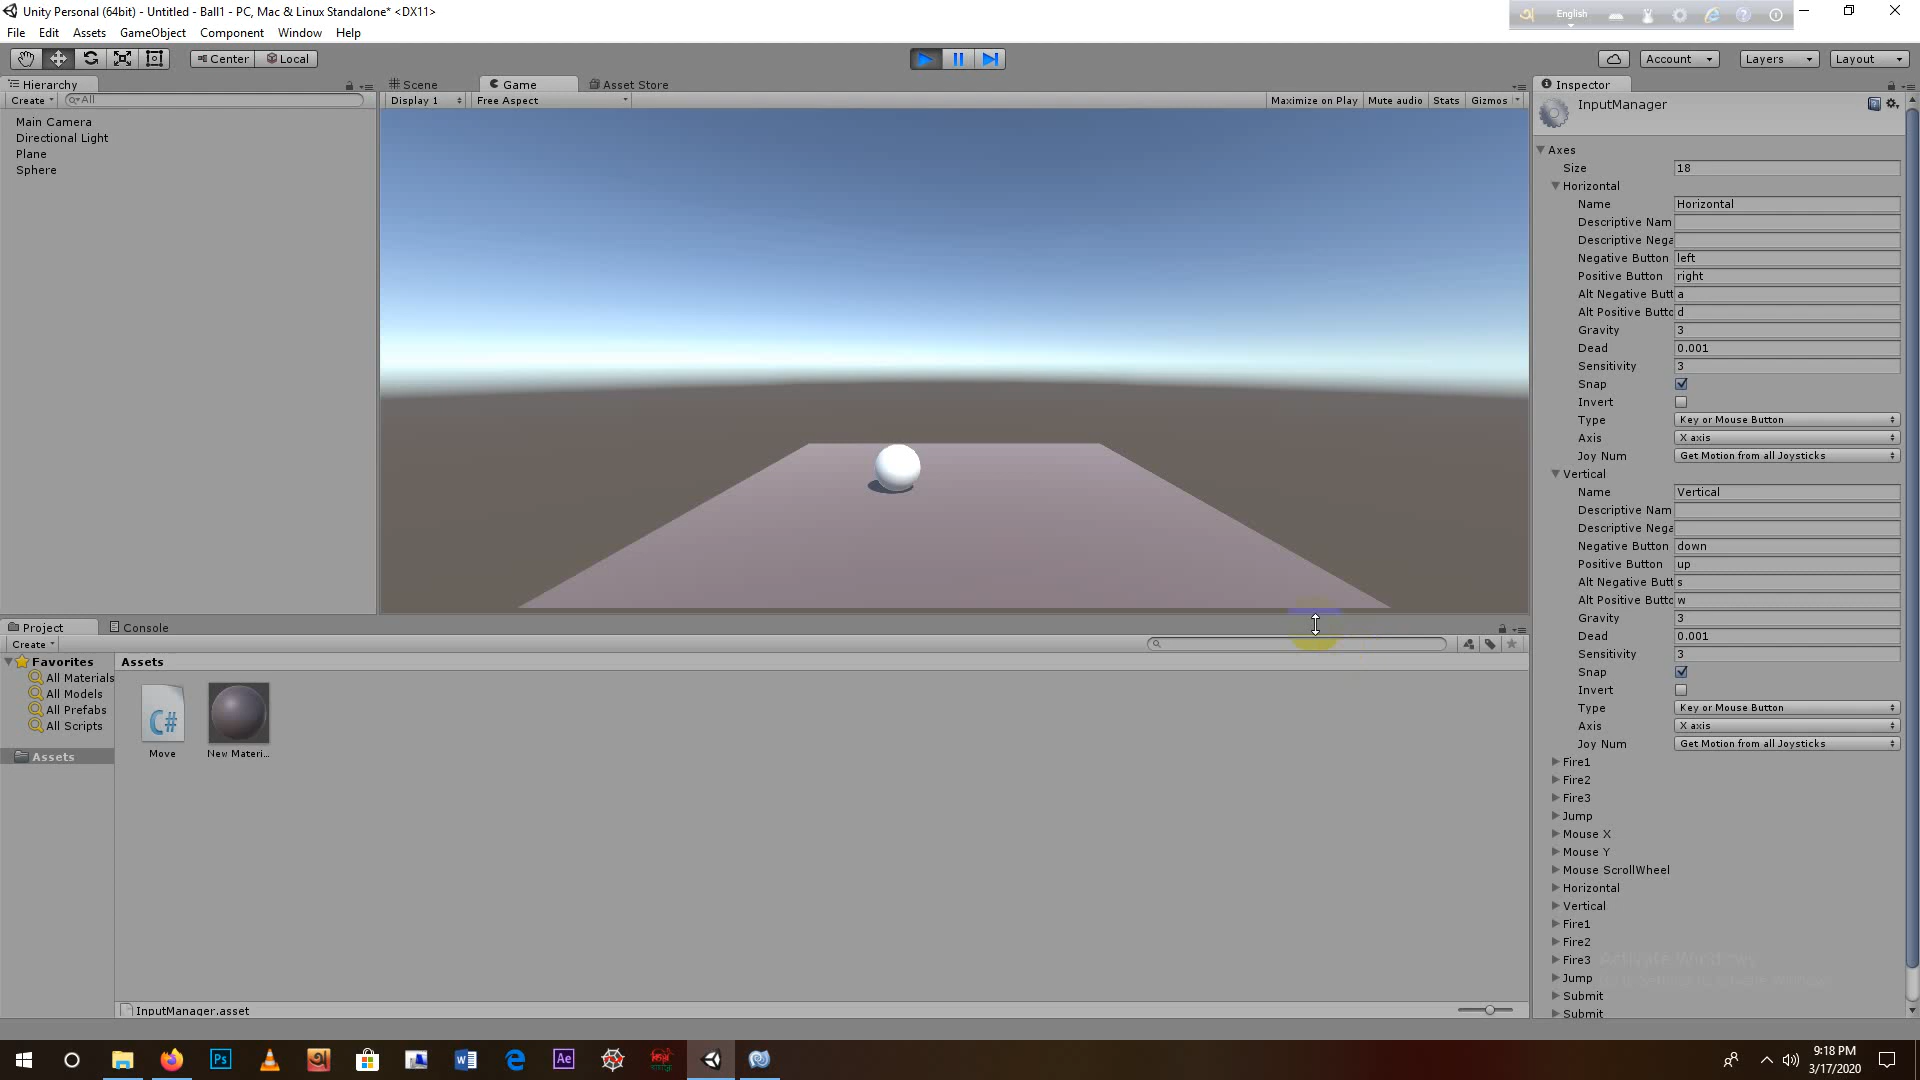 Unity Personal (64bit) - Untitled - Ball1 - PC, Mac & Linux Standalone* <DX11>
English
File Edit Assets GameObject Component Window Help
Center Local
Account Layers Layout
Hierarchy
Create All
Main Camera
Directional Light
Plane
Sphere
Scene Game Asset Store
Display 1 Free Aspect Maximize on Play Mute audio Stats Gizmos
Inspector
InputManager
Axes
Size 18
Horizontal
Name Horizontal
Descriptive Nam
Descriptive Nega
Negative Button left
Positive Button right
Alt Negative Butt a
Alt Positive Butto d
Gravity 3
Dead 0.001
Sensitivity 3
Snap
Invert
Type Key or Mouse Button
Axis X axis
Joy Num Get Motion from all Joysticks
Vertical
Name Vertical
Descriptive Nam
Descriptive Nega
Negative Button down
Positive Button up
Alt Negative Butt s
Alt Positive Butto w
Gravity 3
Dead 0.001
Sensitivity 3
Snap
Invert
Type Key or Mouse Button
Axis X axis
Joy Num Get Motion from all Joysticks
Fire1
Fire2
Fire3
Jump
Mouse X
Mouse Y
Mouse ScrollWheel
Horizontal
Vertical
Fire1
Fire2
Fire3
Jump
Submit
Submit
Activate Windows
Project Console
Create
Favorites
All Materials
All Models
All Prefabs
All Scripts
Assets
Assets
C#
Move
New Materi...
InputManager.asset
Ps
Ae
9:18 PM
3/17/2020